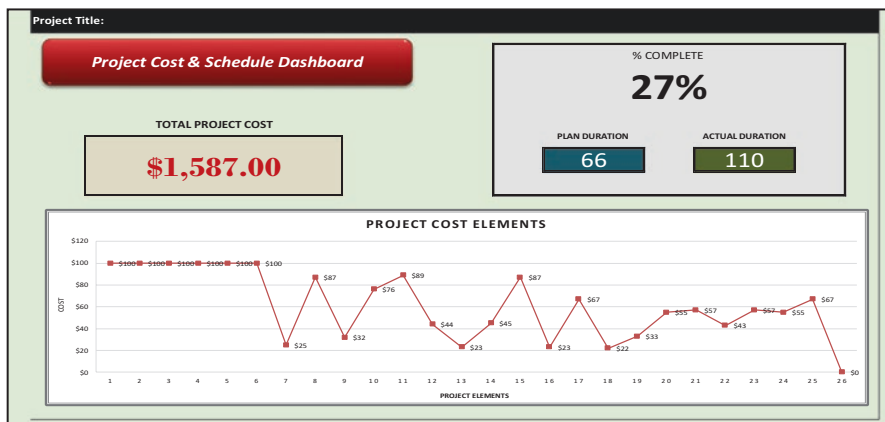 Project Title:
Project Cost & Schedule Dashboard
% COMPLETE
27%
TOTAL PROJECT COST
$1,587.00
PLAN DURATION
ACTUAL DURATION
66
110
PROJECT COST ELEMENTS
$120
$100
$80
$60
$40
$20
$0
COST
$100 $100 $100 $100 $100 $100
$25
$87
$32
$76
$89
$44
$23
$45
$87
$23
$67
$22
$33
$55
$57
$43
$57
$55
$67
$0
1 2 3 4 5 6 7 8 9 10 11 12 13 14 15 16 17 18 19 20 21 22 23 24 25 26
PROJECT ELEMENTS